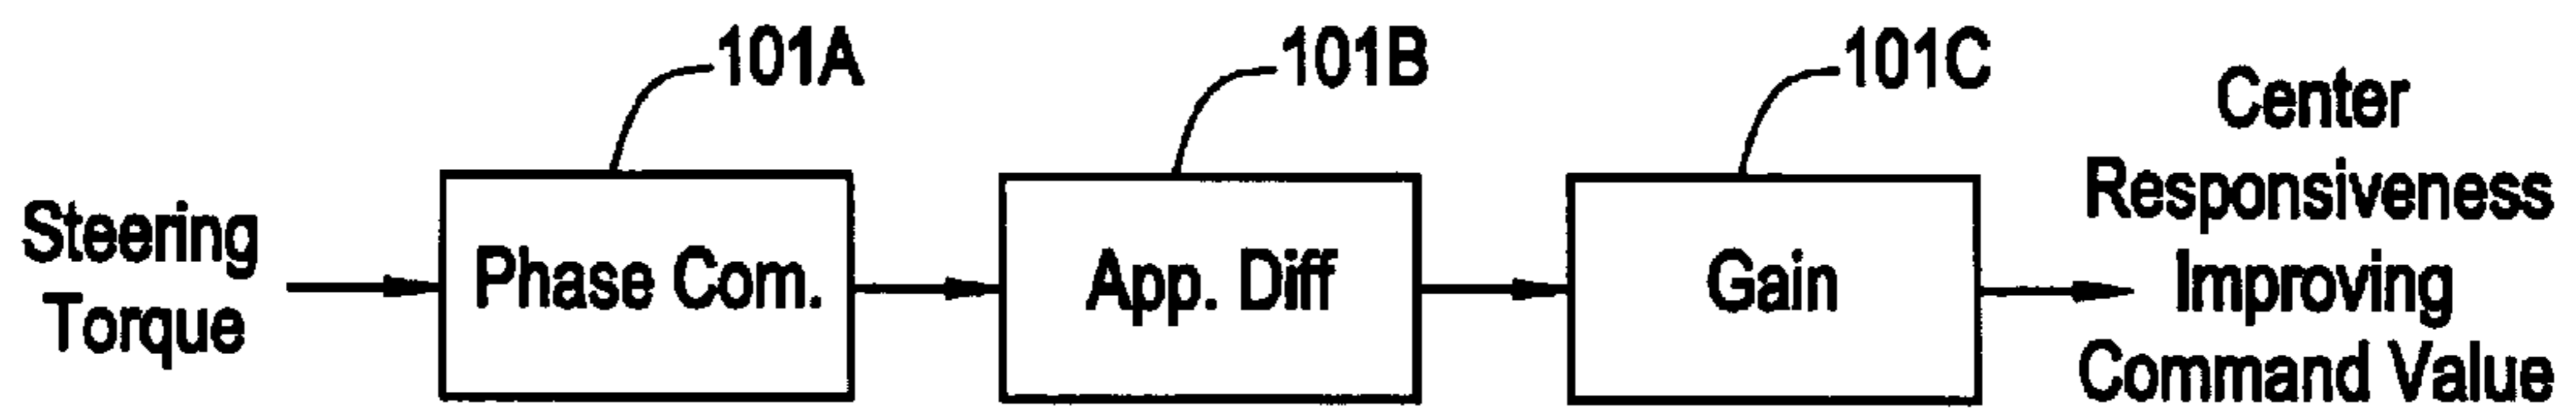 101A
101B
101C
Steering
Torque
Phase Com.
App. Diff
Gain
Center
Responsiveness
Improving
Command Value